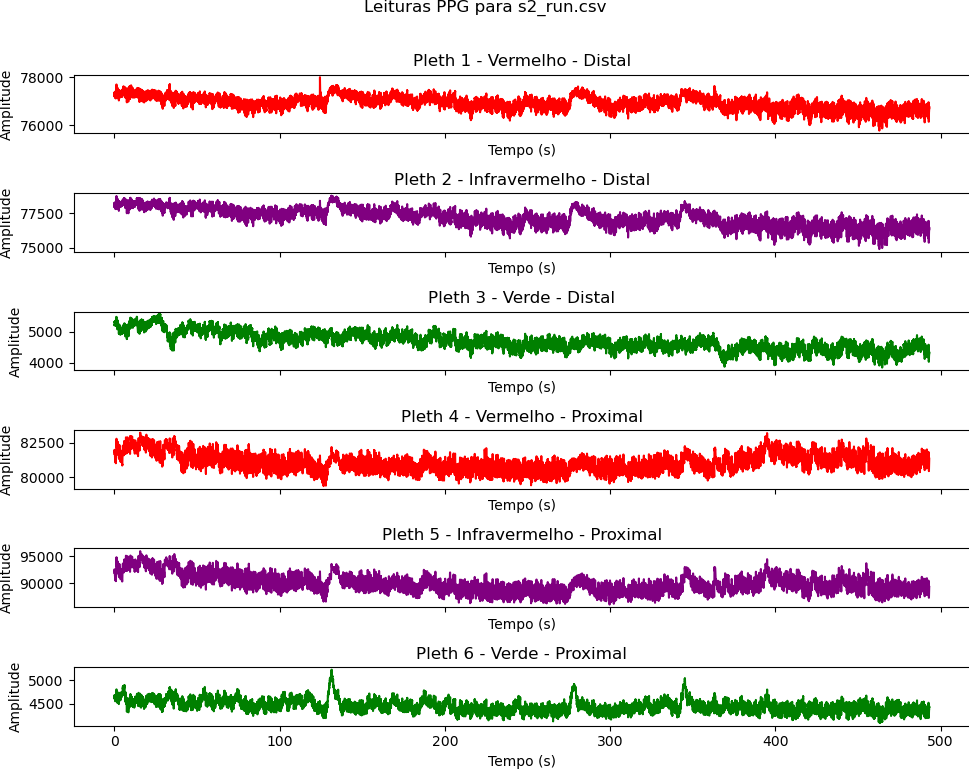 Leituras PPG para s2_run.csv
Pleth 1 - Vermelho - Distal
Amplitude
78000
76000
Tempo (s)
Pleth 2 - Infravermelho - Distal
Amplitude
77500
75000
Tempo (s)
Pleth 3 - Verde - Distal
Amplitude
5000
4000
Tempo (s)
Pleth 4 - Vermelho - Proximal
Amplitude
82500
80000
Tempo (s)
Pleth 5 - Infravermelho - Proximal
Amplitude
95000
90000
Tempo (s)
Pleth 6 - Verde - Proximal
Amplitude
5000
4500
0 100 200 300 400 500
Tempo (s)